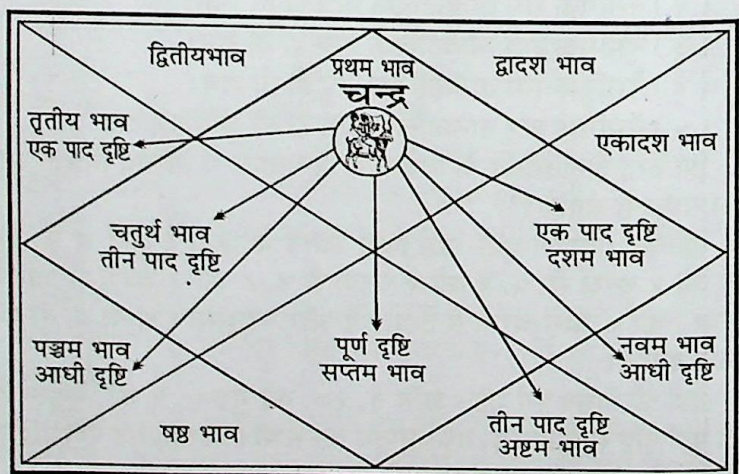 द्वितीयभाव
प्रथम भाव
चन्द्र
द्वादश भाव
तृतीय भाव
एक पाद दृष्टि
एकादश भाव
चतुर्थ भाव
तीन पाद दृष्टि
एक पाद दृष्टि
दशम भाव
पञ्चम भाव
आधी दृष्टि
पूर्ण दृष्टि
सप्तम भाव
नवम भाव
आधी दृष्टि
षष्ठ भाव
तीन पाद दृष्टि
अष्टम भाव